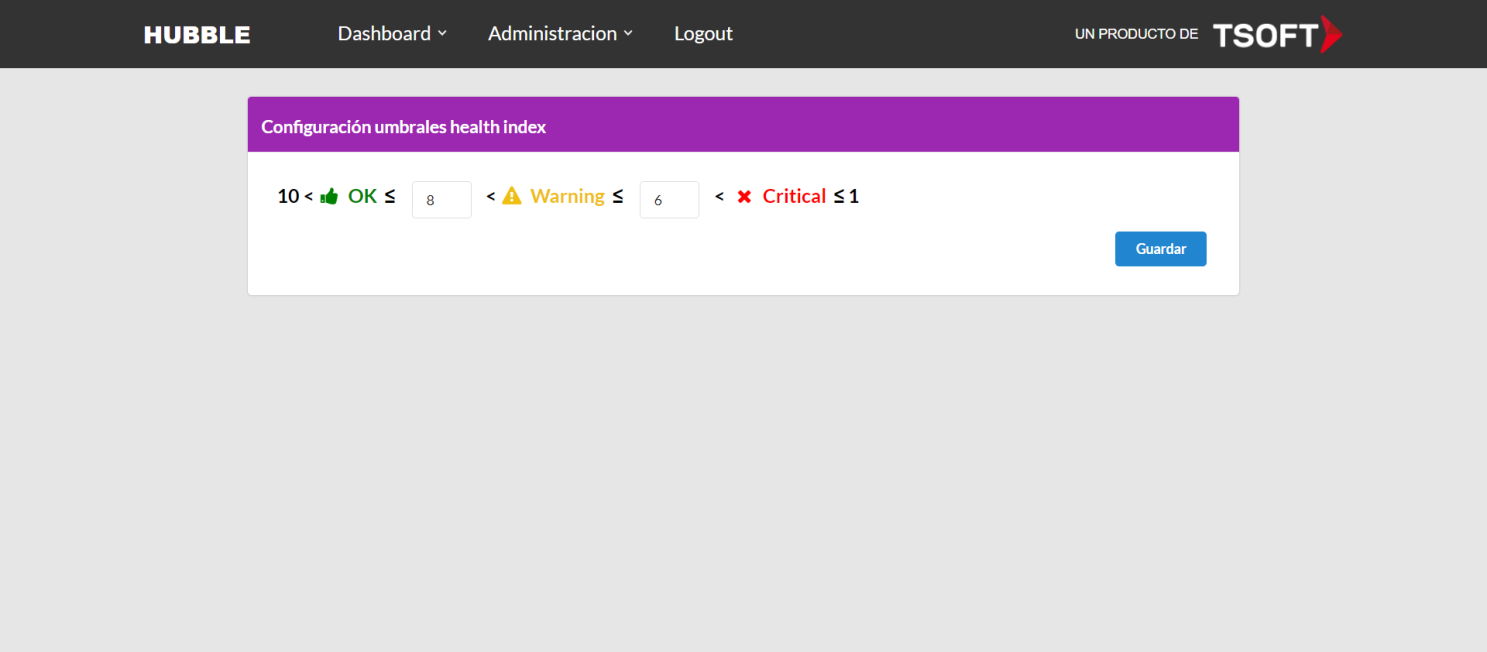 HUBBLE Dashboard Administracion Logout UN PRODUCTO DE TSOFT
Configuración umbrales health index
10 < OK ≤ 8 < Warning ≤ 6 < Critical ≤ 1
Guardar